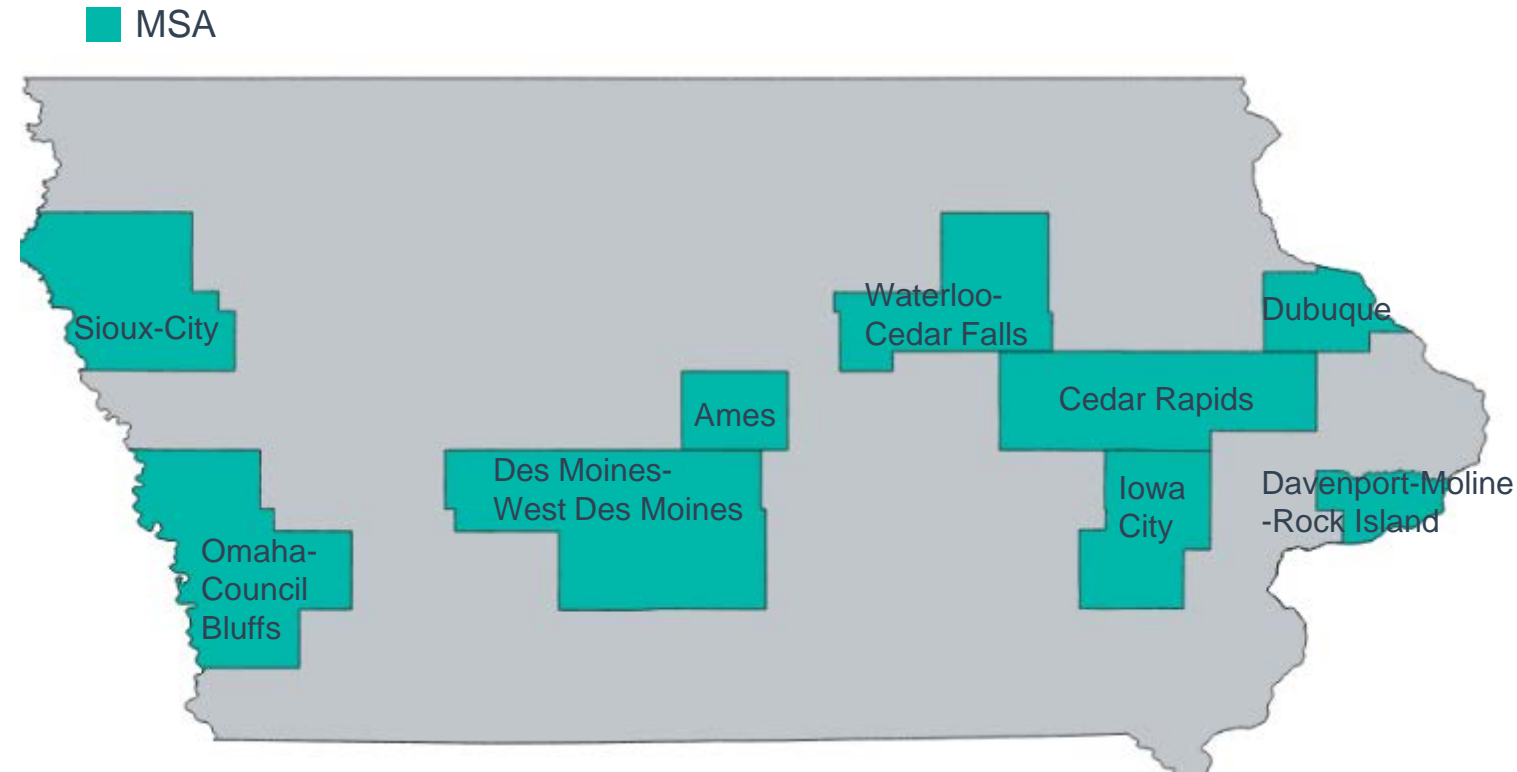 MSA
Sioux-City
Waterloo-
Cedar Falls
Dubuque
Ames
Cedar Rapids
Des Moines-
West Des Moines
Iowa
City
Davenport-Moline
-Rock Island
Omaha-
Council
Bluffs